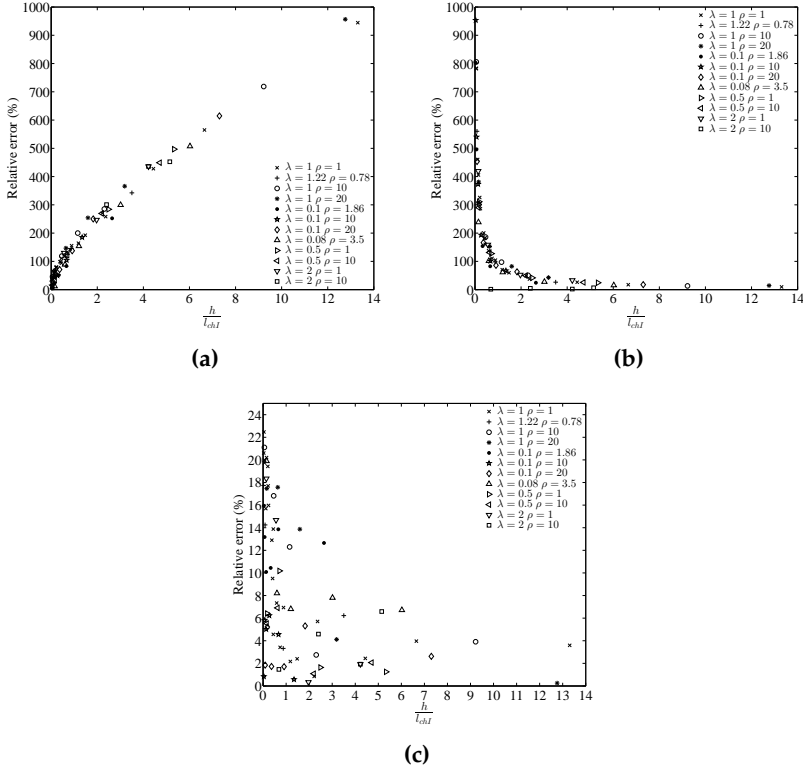 1000
900
800
700
600
500
400
300
200
100
0
Relative error (%)
λ = 1 ρ = 1
λ = 1.22 ρ = 0.78
λ = 1 ρ = 10
λ = 1 ρ = 20
λ = 0.1 ρ = 1.86
λ = 0.1 ρ = 10
λ = 0.1 ρ = 20
λ = 0.08 ρ = 3.5
λ = 0.5 ρ = 1
λ = 0.5 ρ = 10
λ = 2 ρ = 1
λ = 2 ρ = 10
0 2 4 6 8 10 12 14
h
l_{chI}
(a)
1000
900
800
700
600
500
400
300
200
100
0
Relative error (%)
λ = 1 ρ = 1
λ = 1.22 ρ = 0.78
λ = 1 ρ = 10
λ = 1 ρ = 20
λ = 0.1 ρ = 1.86
λ = 0.1 ρ = 10
λ = 0.1 ρ = 20
λ = 0.08 ρ = 3.5
λ = 0.5 ρ = 1
λ = 0.5 ρ = 10
λ = 2 ρ = 1
λ = 2 ρ = 10
0 2 4 6 8 10 12 14
h
l_{chI}
(b)
24
22
20
18
16
14
12
10
8
6
4
2
0
Relative error (%)
λ = 1 ρ = 1
λ = 1.22 ρ = 0.78
λ = 1 ρ = 10
λ = 1 ρ = 20
λ = 0.1 ρ = 1.86
λ = 0.1 ρ = 10
λ = 0.1 ρ = 20
λ = 0.08 ρ = 3.5
λ = 0.5 ρ = 1
λ = 0.5 ρ = 10
λ = 2 ρ = 1
λ = 2 ρ = 10
0 1 2 3 4 5 6 7 8 9 10 11 12 13 14
h
l_{chI}
(c)